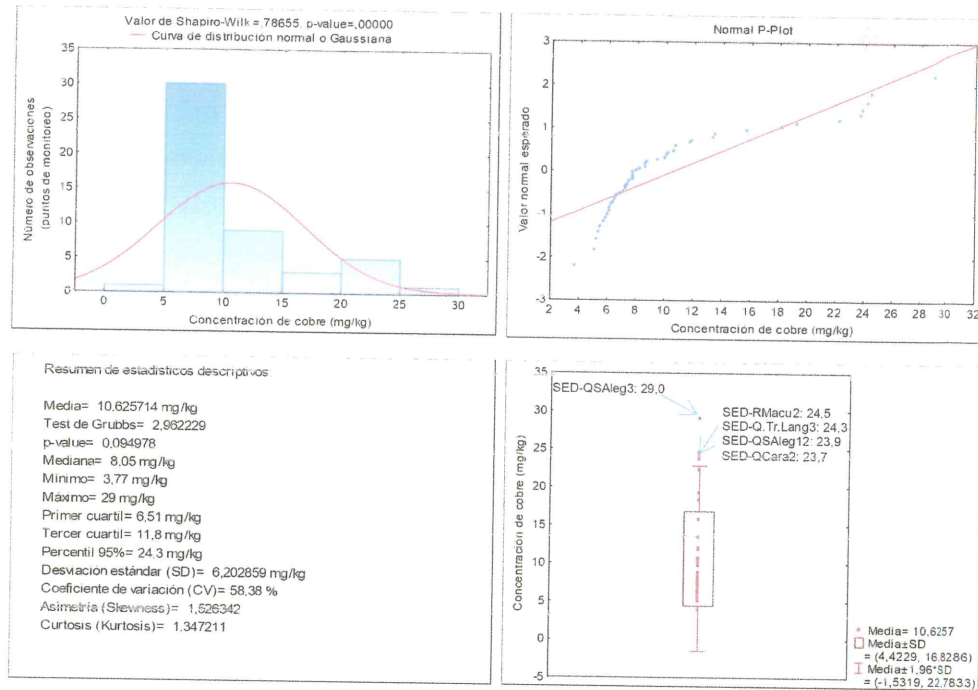 Valor de Shapiro-Wilk =,78655, p-value=,00000
Curva de distribución normal o Gaussiana
35
30
25
20
15
10
5
0
Número de observaciones
(puntos de monitoreo)
0 5 10 15 20 25 30
Concentración de cobre (mg/kg)
Normal P-Plot
3
2
1
0
-1
-2
-3
Valor normal esperado
2 4 6 8 10 12 14 16 18 20 22 24 26 28 30 32
Concentración de cobre (mg/kg)
Resumen de estadísticos descriptivos
Media= 10,625714 mg/kg
Test de Grubbs= 2,962229
p-value= 0,094978
Mediana= 8,05 mg/kg
Mínimo= 3,77 mg/kg
Máximo= 29 mg/kg
Primer cuartil= 6,51 mg/kg
Tercer cuartil= 11,8 mg/kg
Percentil 95%= 24,3 mg/kg
Desviación estándar (SD)= 6,202859 mg/kg
Coeficiente de variación (CV)= 58,38 %
Asimetría (Skewness)= 1,526342
Curtosis (Kurtosis)= 1,347211
35
30
25
20
15
10
5
0
-5
Concentración de cobre (mg/kg)
SED-QSAleg3: 29,0
SED-RMacu2: 24,5
SED-Q.Tr.Lang3: 24,3
SED-QSAleg12: 23,9
SED-QCara2: 23,7
Media= 10,6257
Media±SD
= (4,4229, 16,8286)
Media±1,96*SD
= (-1,5319, 22,7833)